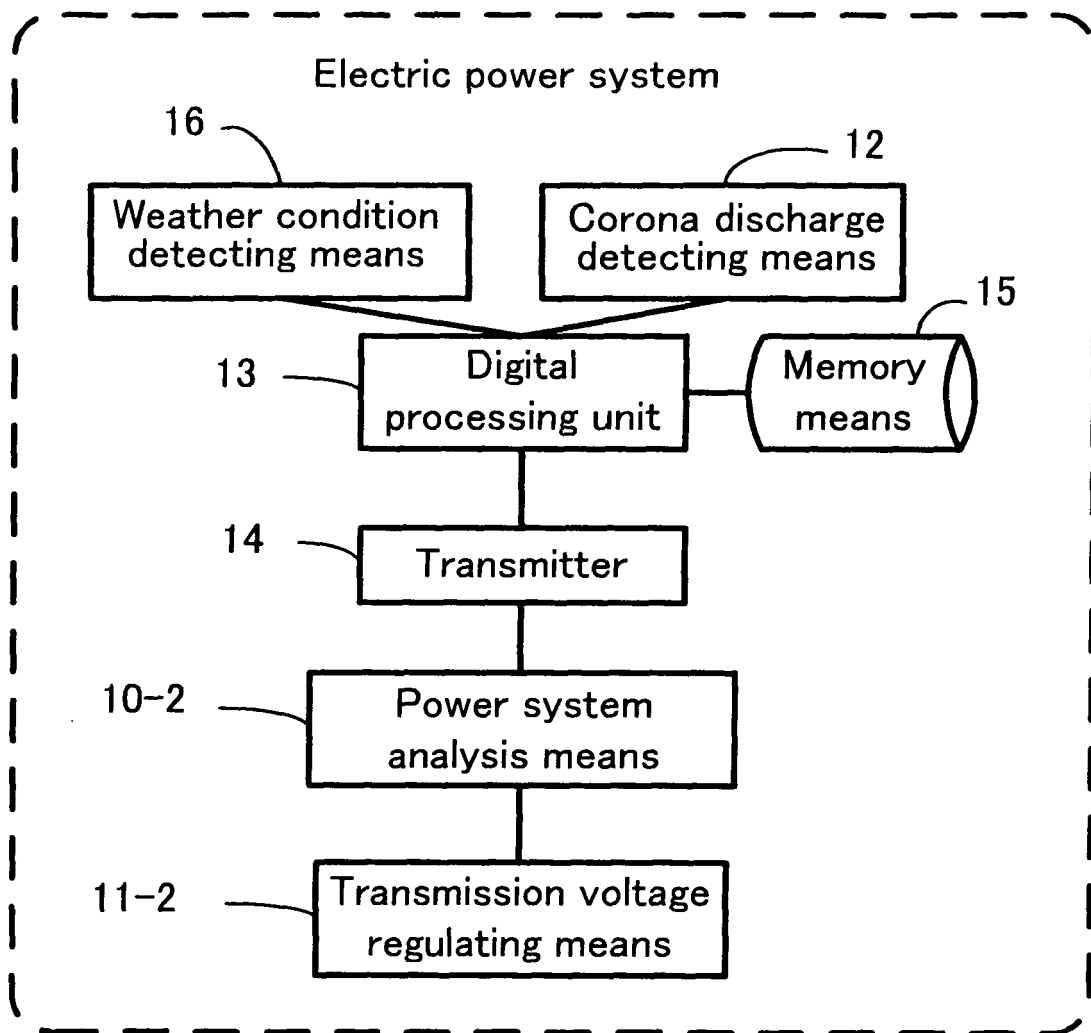 Electric power system
16
12
Weather condition
detecting means
Corona discharge
detecting means
15
13
Digital
processing unit
Memory
means
14
Transmitter
10-2
Power system
analysis means
11-2
Transmission voltage
regulating means